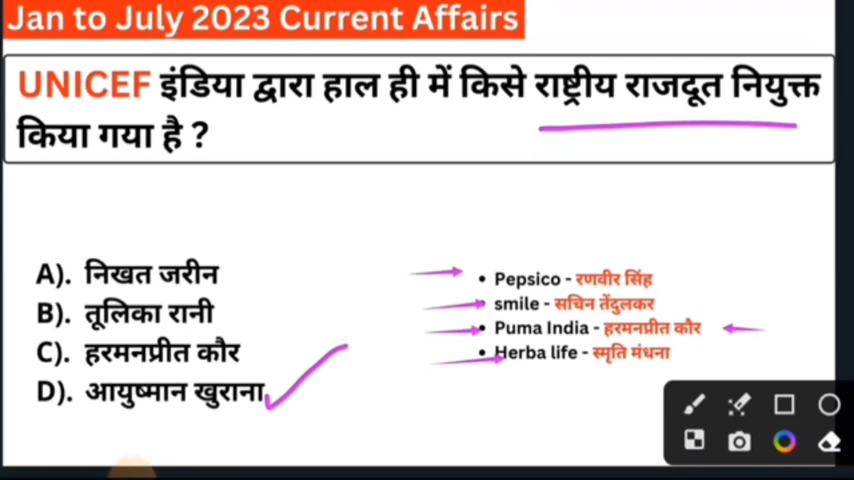 Jan to July 2023 Current Affairs
UNICEF इंडिया द्वारा हाल ही में किसे राष्ट्रीय राजदूत नियुक्त
किया गया है ?
A). निखत जरीन
B). तूलिका रानी
C). हरमनप्रीत कौर
D). आयुष्मान खुराना
• Pepsico - रणवीर सिंह
• smile - सचिन तेंदुलकर
• Puma India - हरमनप्रीत कौर
• Herba life - स्मृति मंधना